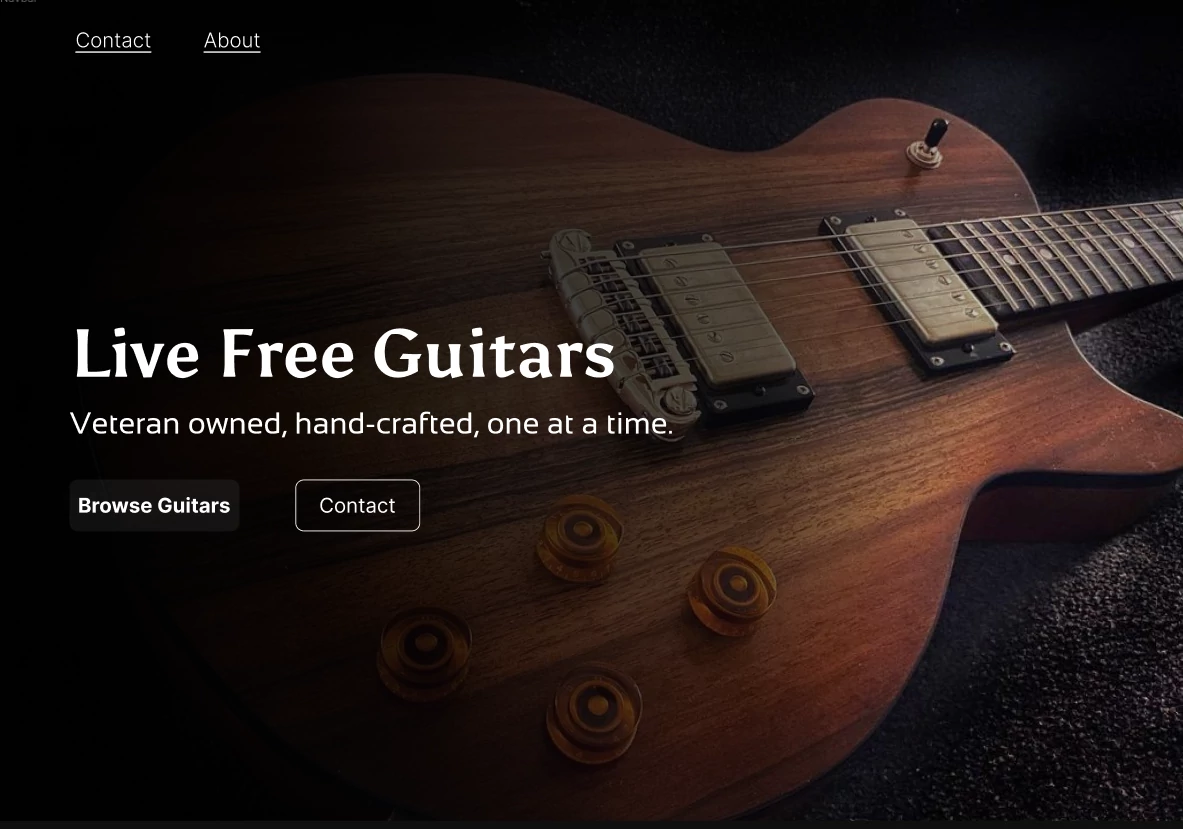 Contact About
Live Free Guitars
Veteran owned, hand-crafted, one at a time.
Browse Guitars Contact